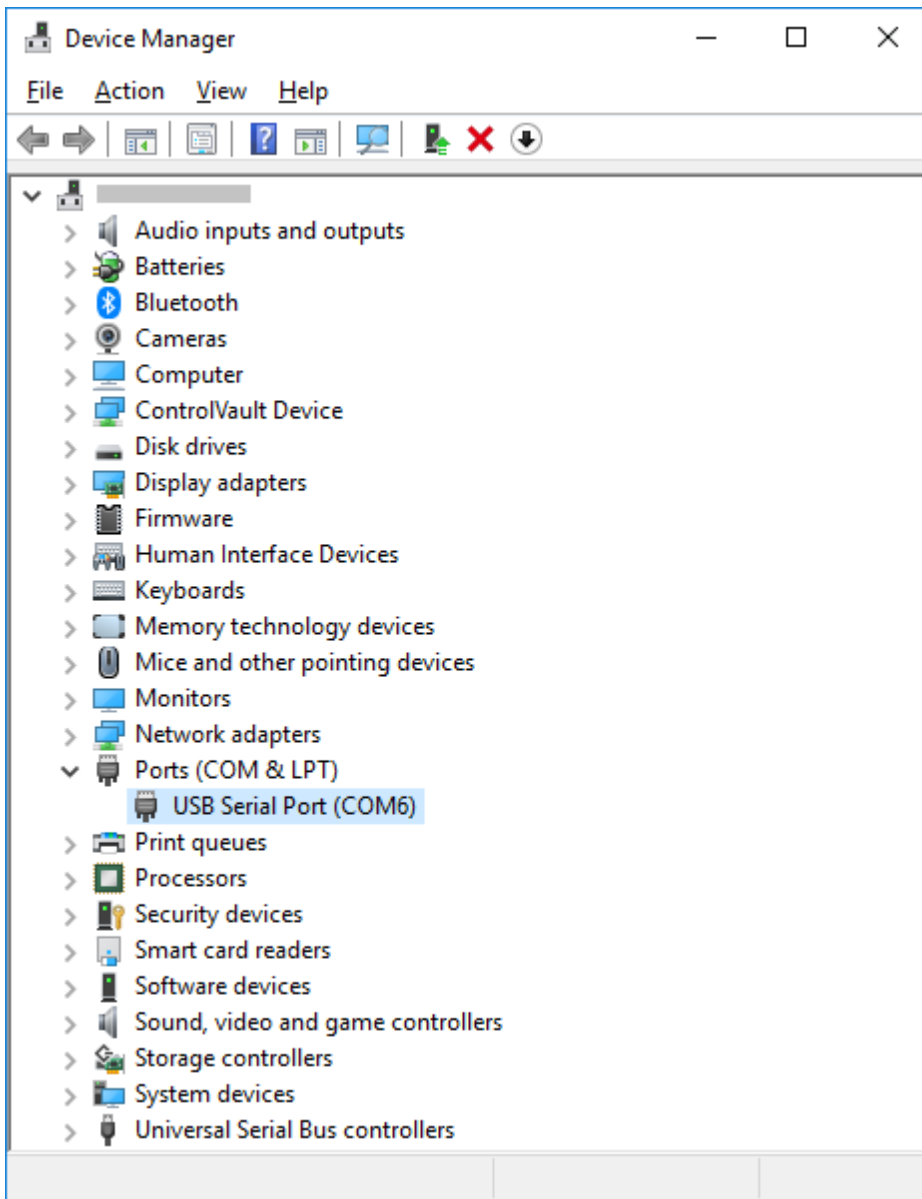 Device Manager
File Action View Help
Audio inputs and outputs
Batteries
Bluetooth
Cameras
Computer
ControlVault Device
Disk drives
Display adapters
Firmware
Human Interface Devices
Keyboards
Memory technology devices
Mice and other pointing devices
Monitors
Network adapters
Ports (COM & LPT)
USB Serial Port (COM6)
Print queues
Processors
Security devices
Smart card readers
Software devices
Sound, video and game controllers
Storage controllers
System devices
Universal Serial Bus controllers